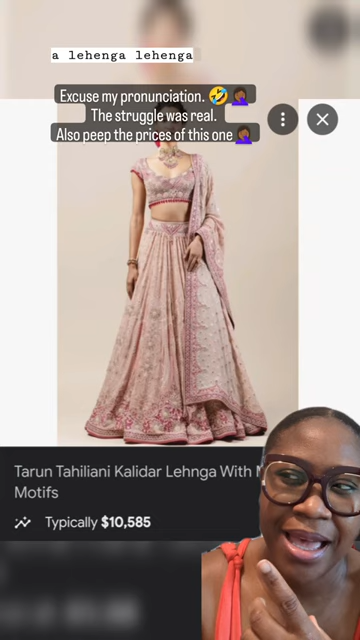 a lehenga lehenga
Excuse my pronunciation. 🤣🤦🏾‍♀️
The struggle was real.
Also peep the prices of this one 🤦🏾‍♀️
Tarun Tahiliani Kalidar Lehnga With
Motifs
Typically $10,585